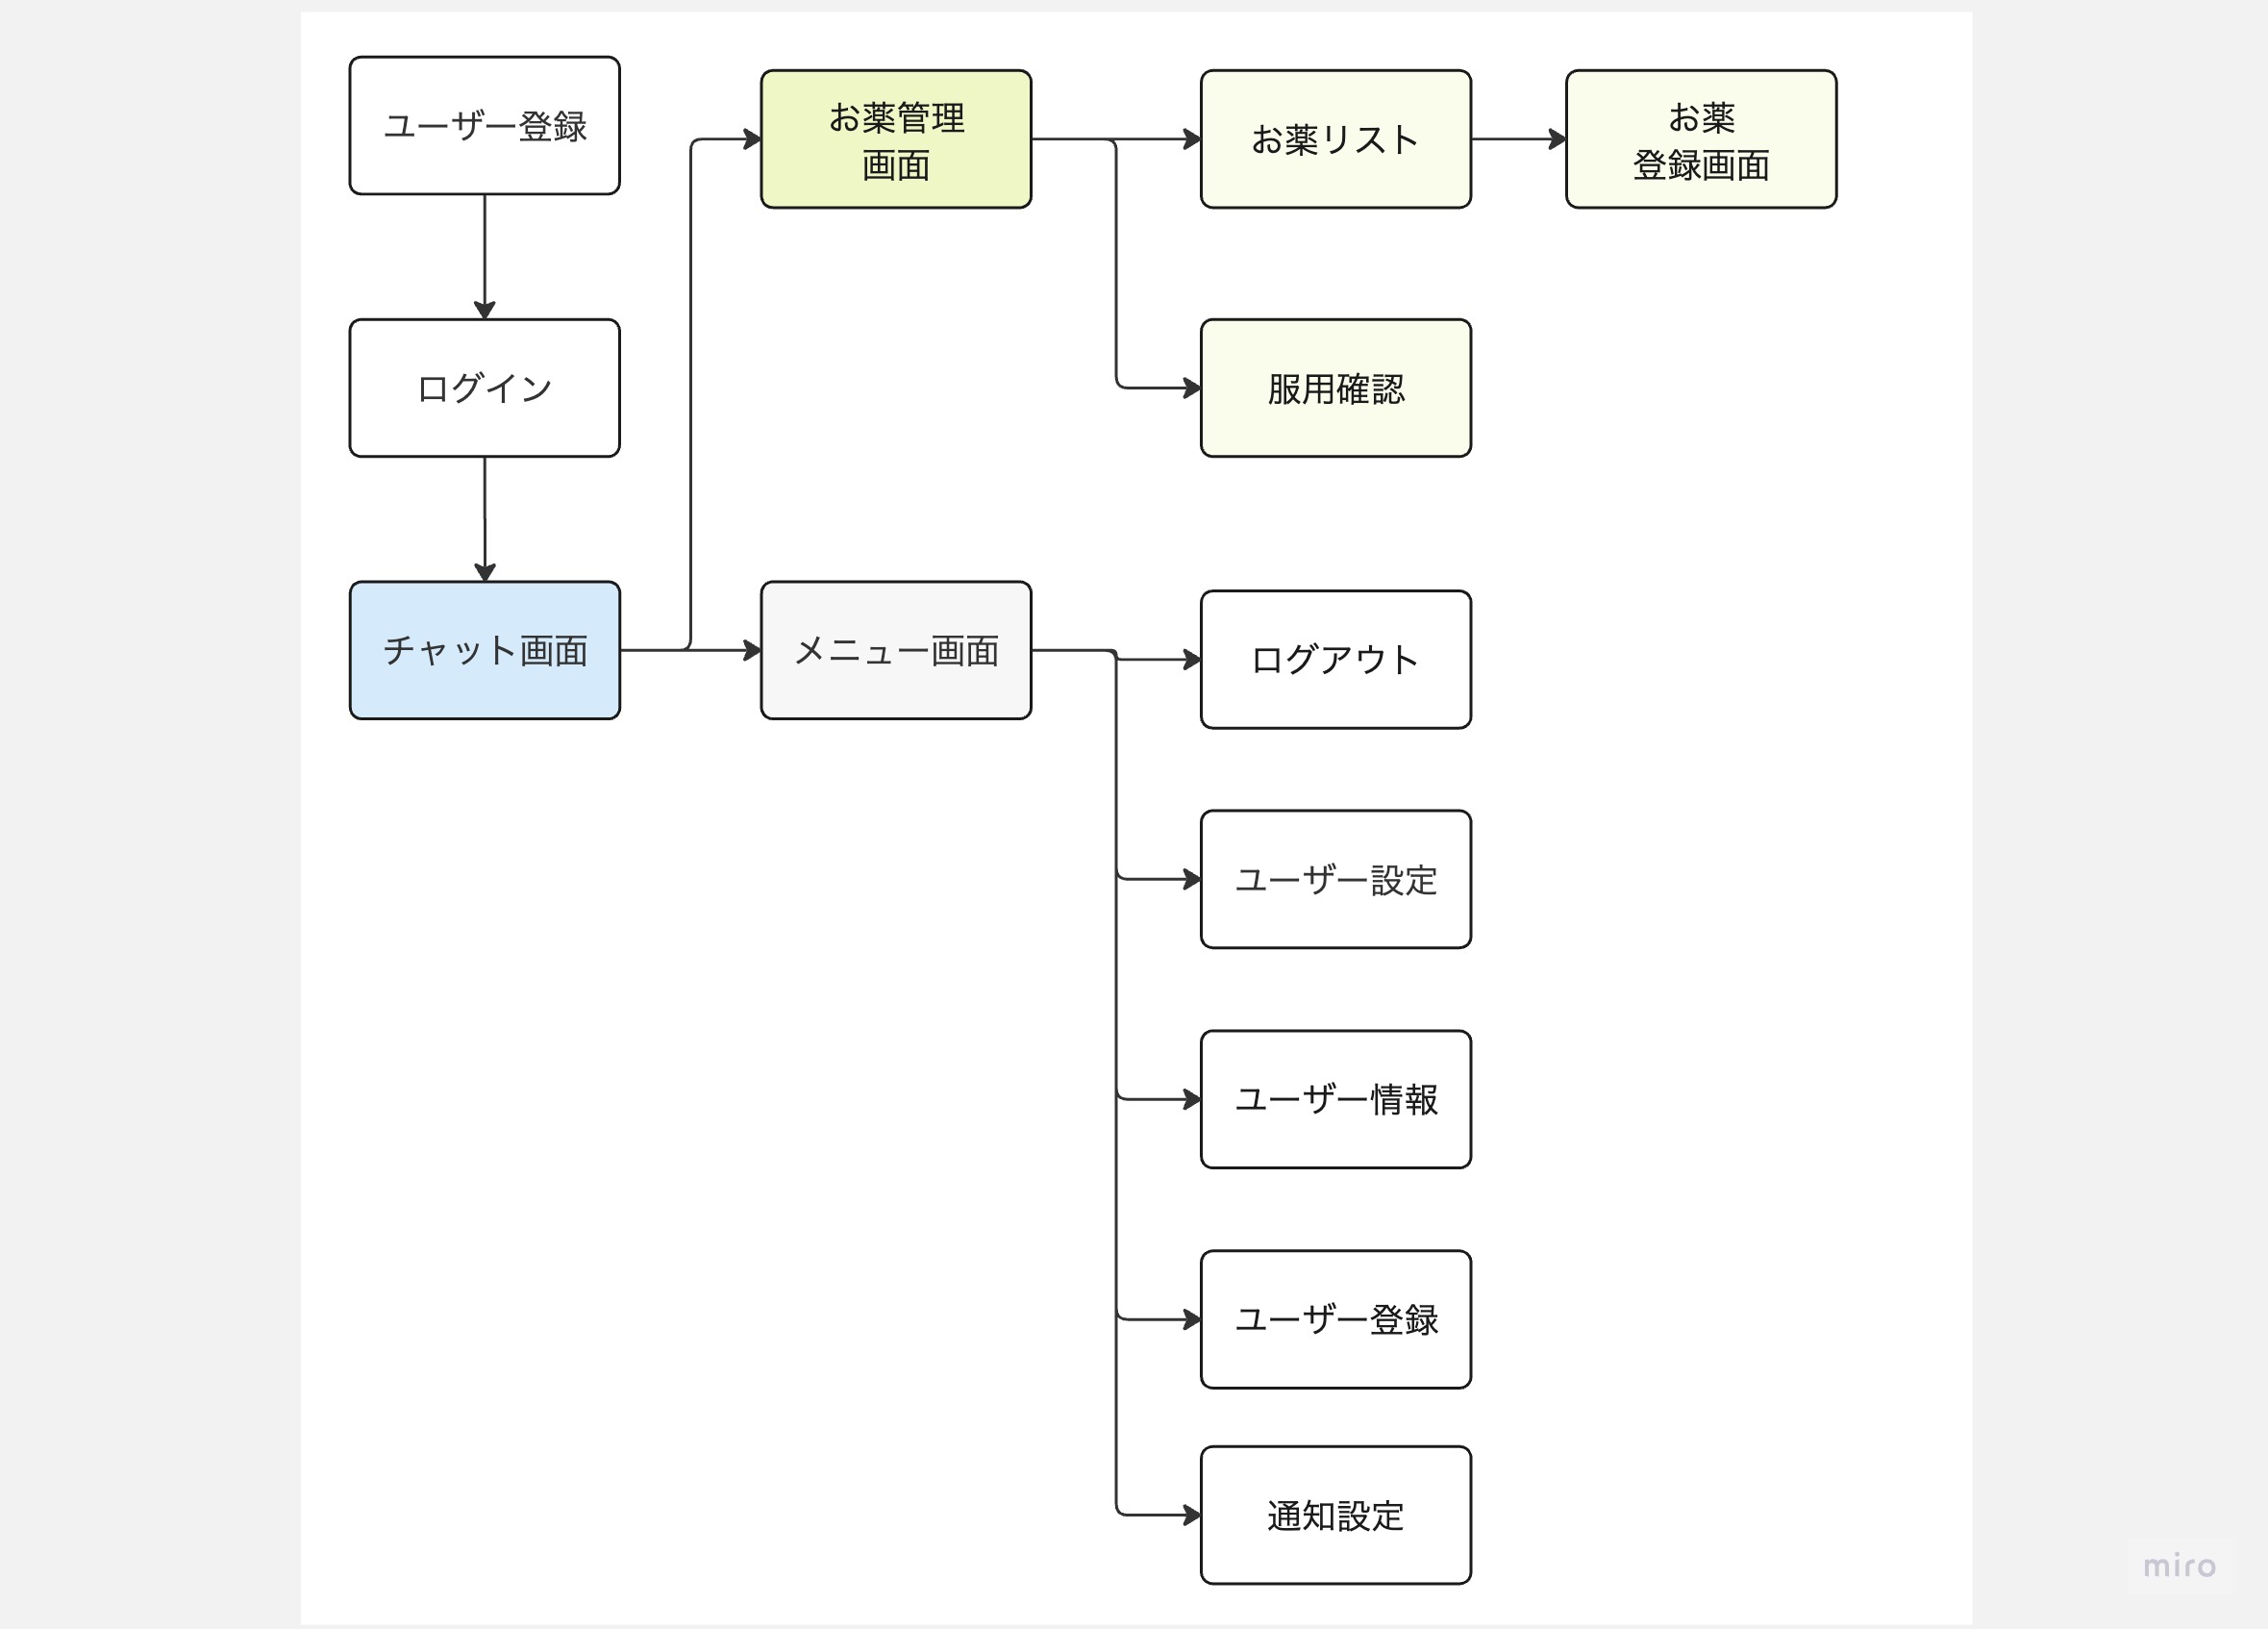 ユーザー登録
お薬管理
画面
お薬リスト
お薬
登録画面
ログイン
服用確認
チャット画面
メニュー画面
ログアウト
ユーザー設定
ユーザー情報
ユーザー登録
通知設定
miro